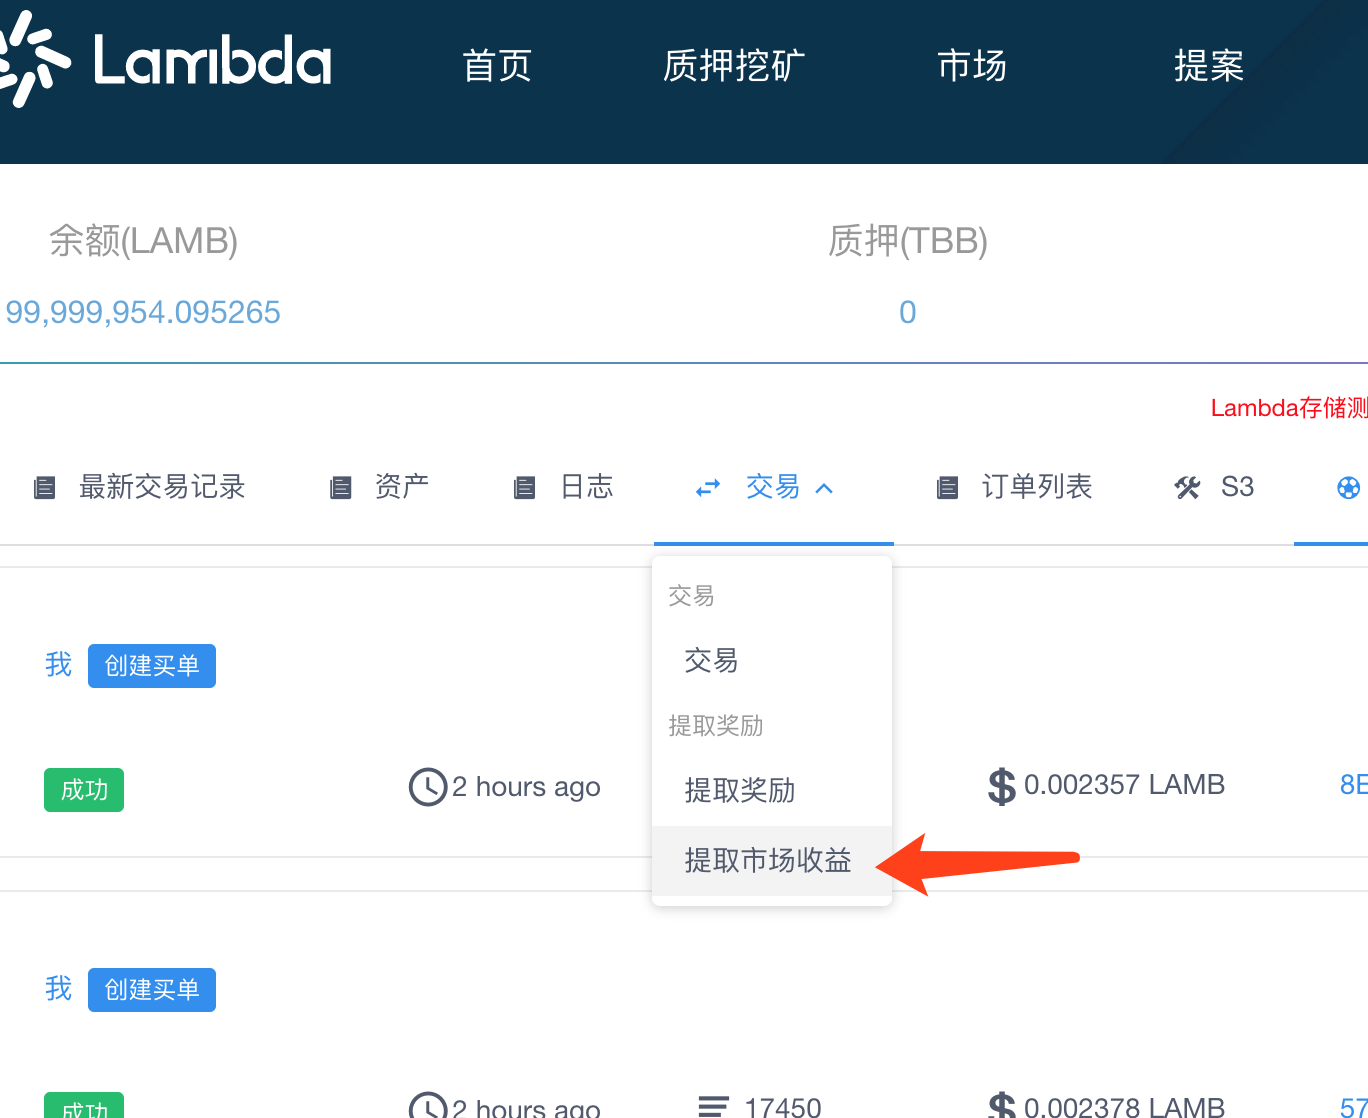 Lambda 首页 质押挖矿 市场 提案
余额(LAMB) 质押(TBB)
99,999,954.095265 0
Lambda存储测
最新交易记录 资产 日志 交易 订单列表 S3
交易
交易
提取奖励
提取奖励
提取市场收益
我 创建买单
成功 2 hours ago 0.002357 LAMB 8E
我 创建买单
成功 2 hours ago 17450 0.002378 LAMB 57